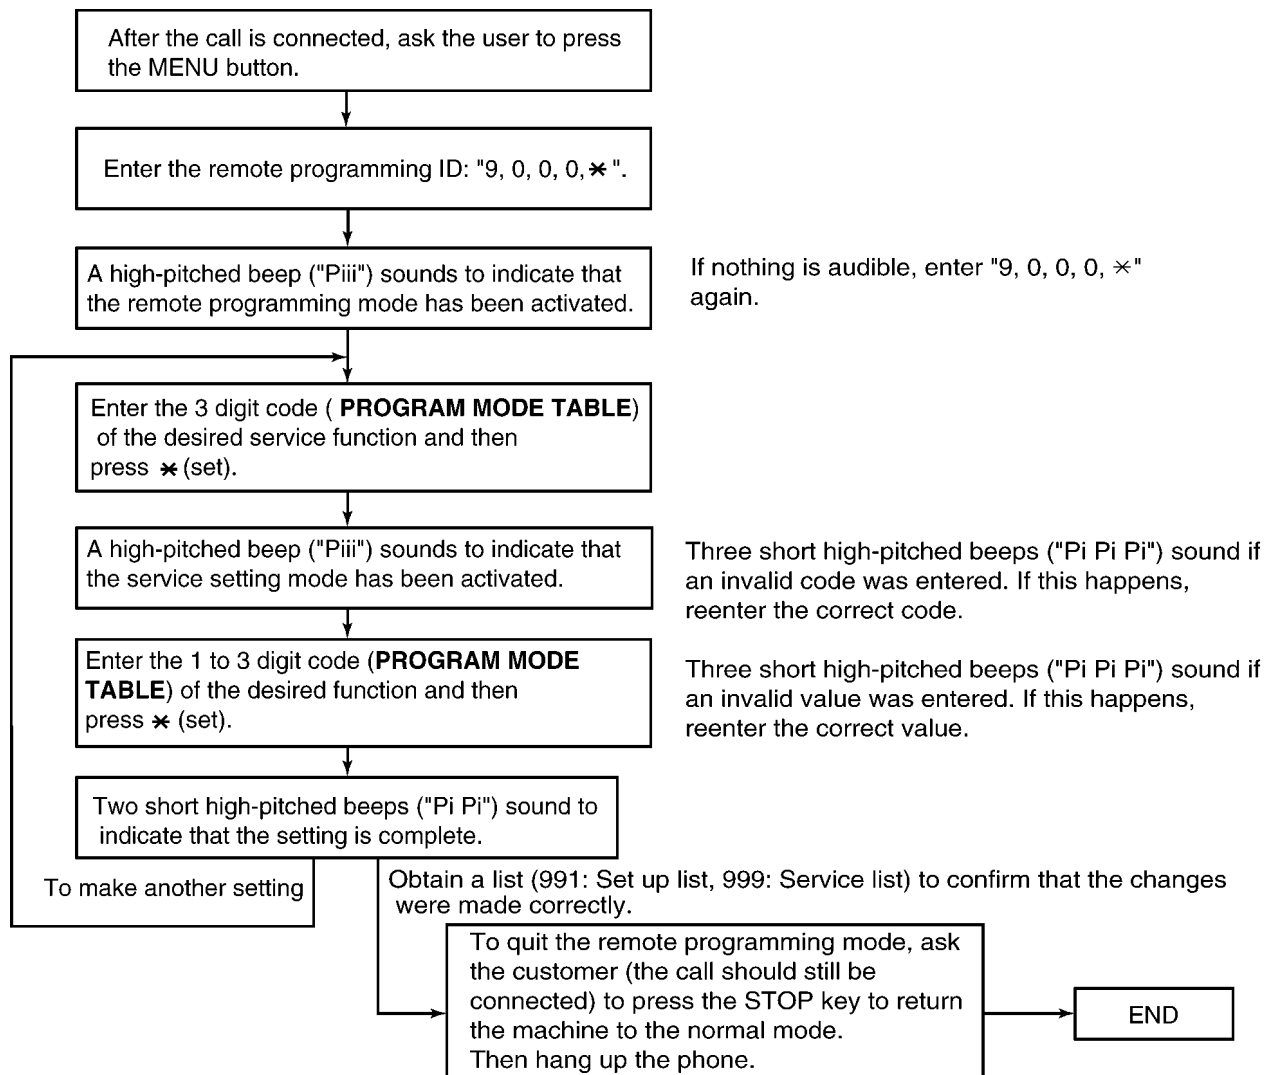 After the call is connected, ask the user to press
the MENU button.
Enter the remote programming ID: "9, 0, 0, 0, * ".
A high-pitched beep ("Piii") sounds to indicate that
the remote programming mode has been activated.
If nothing is audible, enter "9, 0, 0, 0, *"
again.
Enter the 3 digit code ( PROGRAM MODE TABLE)
of the desired service function and then
press * (set).
A high-pitched beep ("Piii") sounds to indicate that
the service setting mode has been activated.
Three short high-pitched beeps ("Pi Pi Pi") sound if
an invalid code was entered. If this happens,
reenter the correct code.
Enter the 1 to 3 digit code (PROGRAM MODE
TABLE) of the desired function and then
press * (set).
Three short high-pitched beeps ("Pi Pi Pi") sound if
an invalid value was entered. If this happens,
reenter the correct value.
Two short high-pitched beeps ("Pi Pi") sound to
indicate that the setting is complete.
To make another setting
Obtain a list (991: Set up list, 999: Service list) to confirm that the changes
were made correctly.
To quit the remote programming mode, ask
the customer (the call should still be
connected) to press the STOP key to return
the machine to the normal mode.
Then hang up the phone.
END